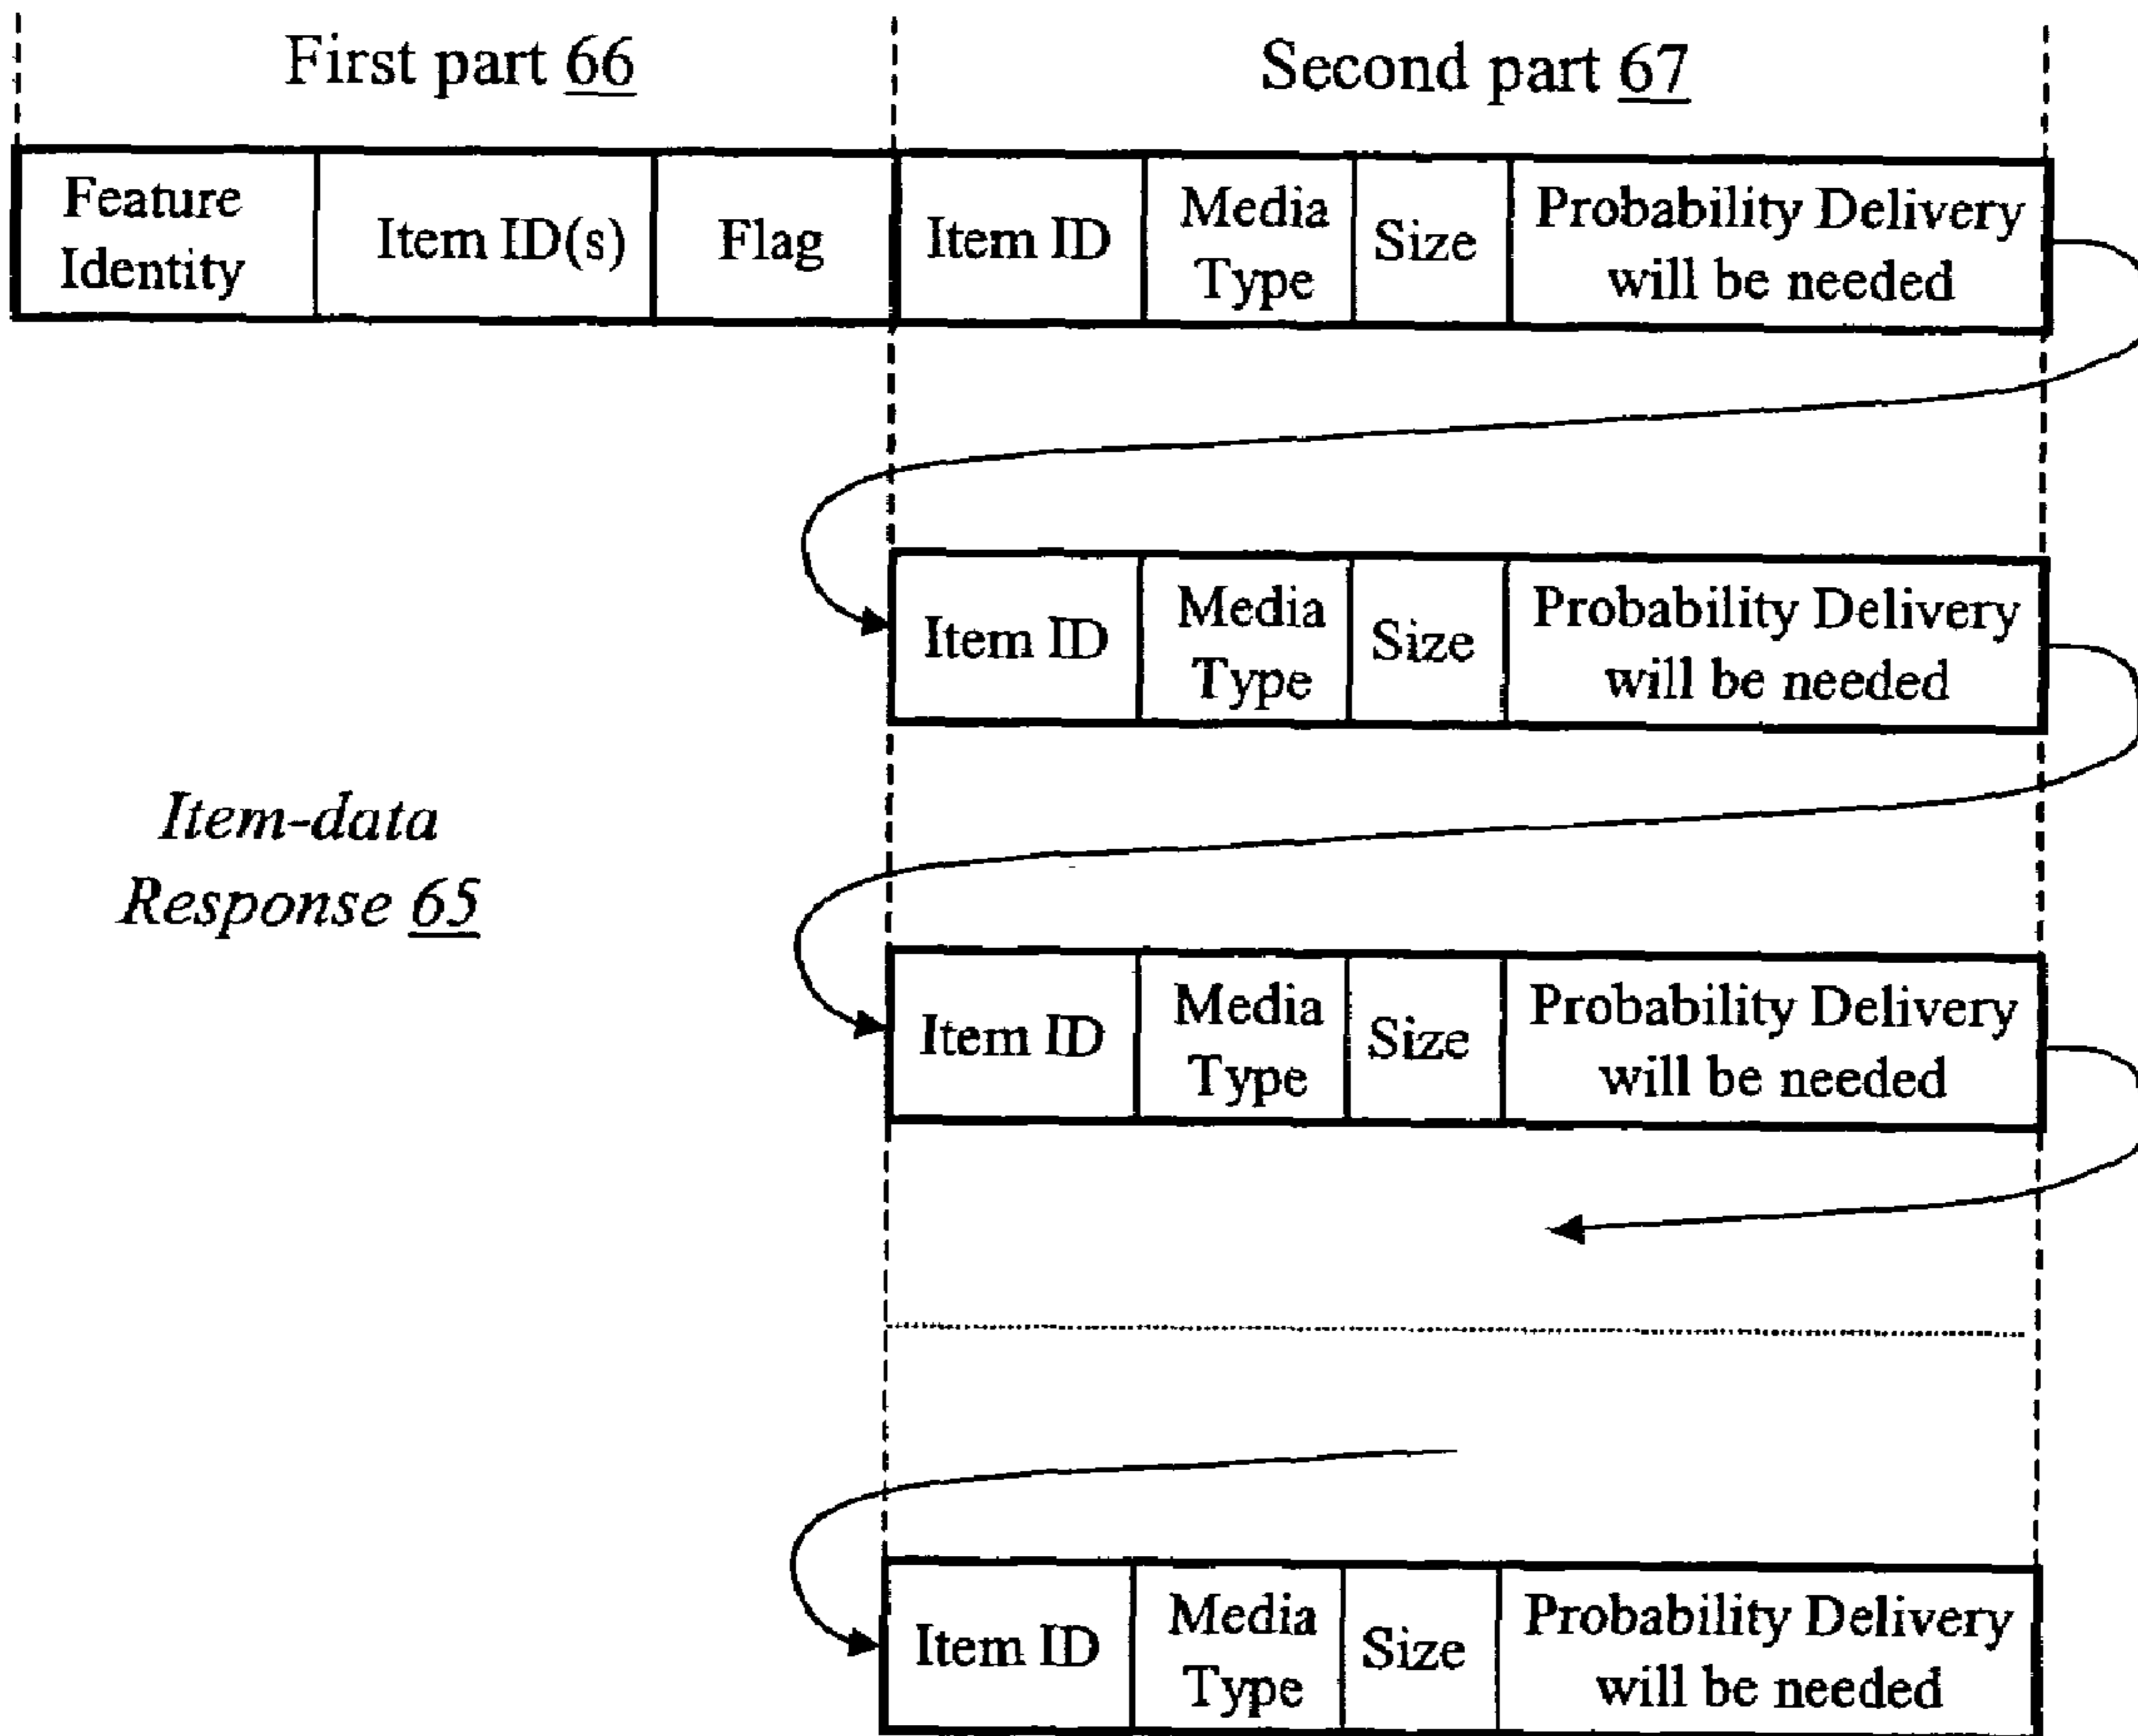 First part 66
Second part 67
Feature
Identity
Item ID(s)
Flag
Item ID
Media
Type
Size
Probability Delivery
will be needed
Item ID
Media
Type
Size
Probability Delivery
will be needed
Item-data
Response 65
Item ID
Media
Type
Size
Probability Delivery
will be needed
Item ID
Media
Type
Size
Probability Delivery
will be needed